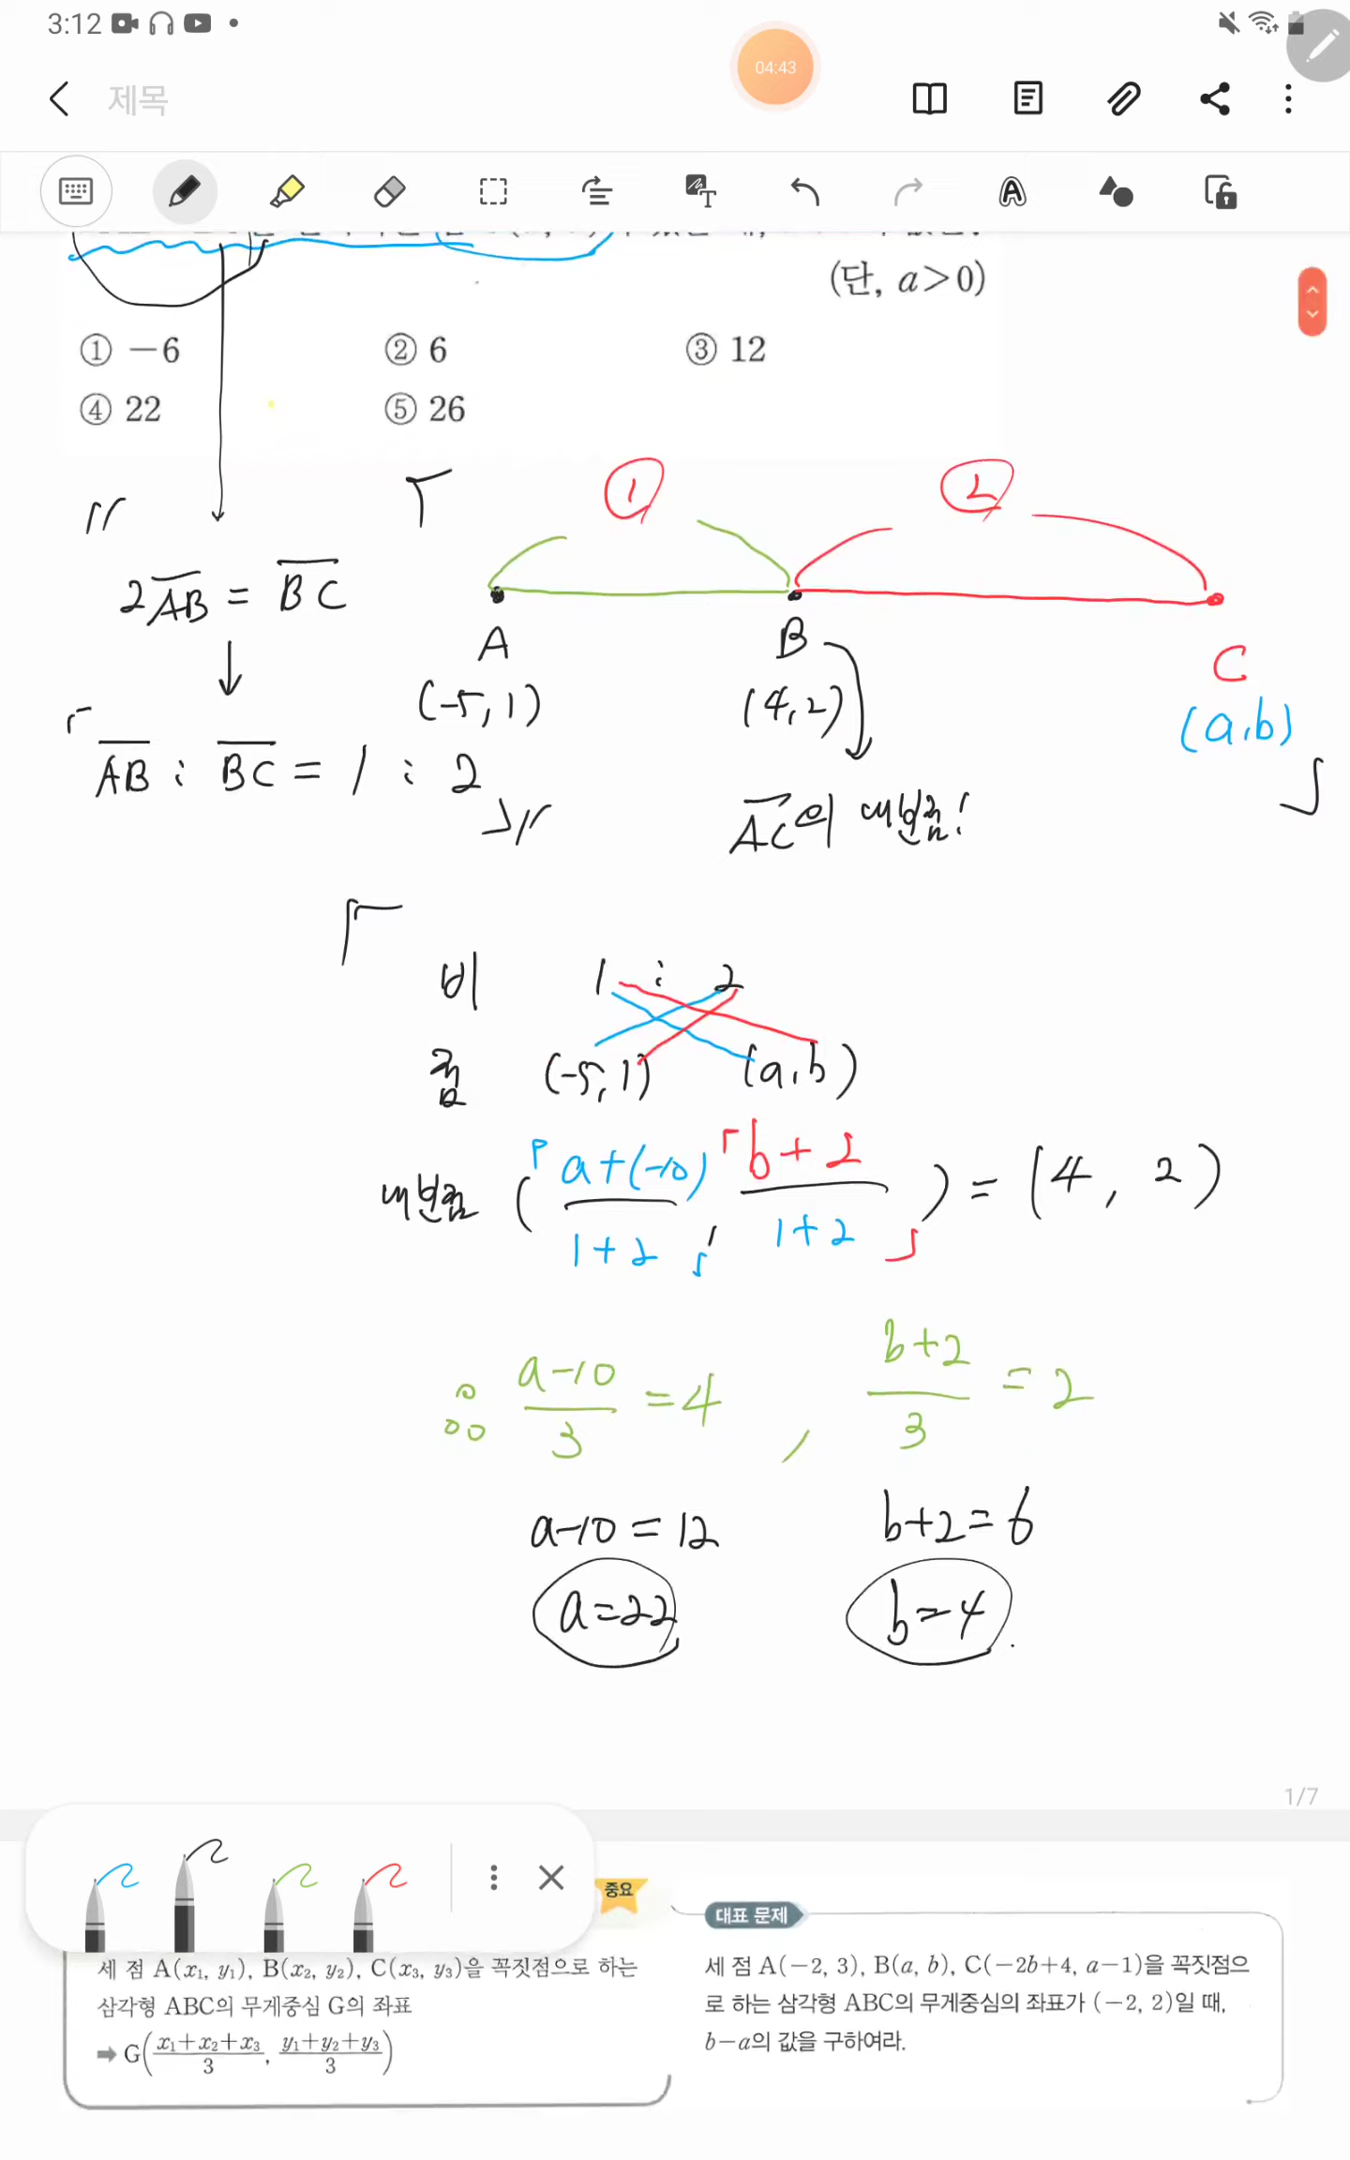 3:12
04:43
제목
(단, a>0)
① −6 ② 6 ③ 12
④ 22 ⑤ 26
① ②
2AB = BC
A B C
(-5, 1) (4, 2) (a, b)
AB : BC = 1 : 2
AC의 내분점!
비 1 : 2
점 (-5, 1) (a, b)
내분점 ( a+(-10) / 1+2 , b+2 / 1+2 ) = (4, 2)
∴ a-10 / 3 = 4 , b+2 / 3 = 2
a-10 = 12 b+2 = 6
a=22 b=4
1/7
중요
세 점 A(x₁, y₁), B(x₂, y₂), C(x₃, y₃)을 꼭짓점으로 하는
삼각형 ABC의 무게중심 G의 좌표
➡ G( x₁+x₂+x₃ / 3 , y₁+y₂+y₃ / 3 )
대표 문제
세 점 A(−2, 3), B(a, b), C(−2b+4, a−1)을 꼭짓점으
로 하는 삼각형 ABC의 무게중심의 좌표가 (−2, 2)일 때,
b−a의 값을 구하여라.